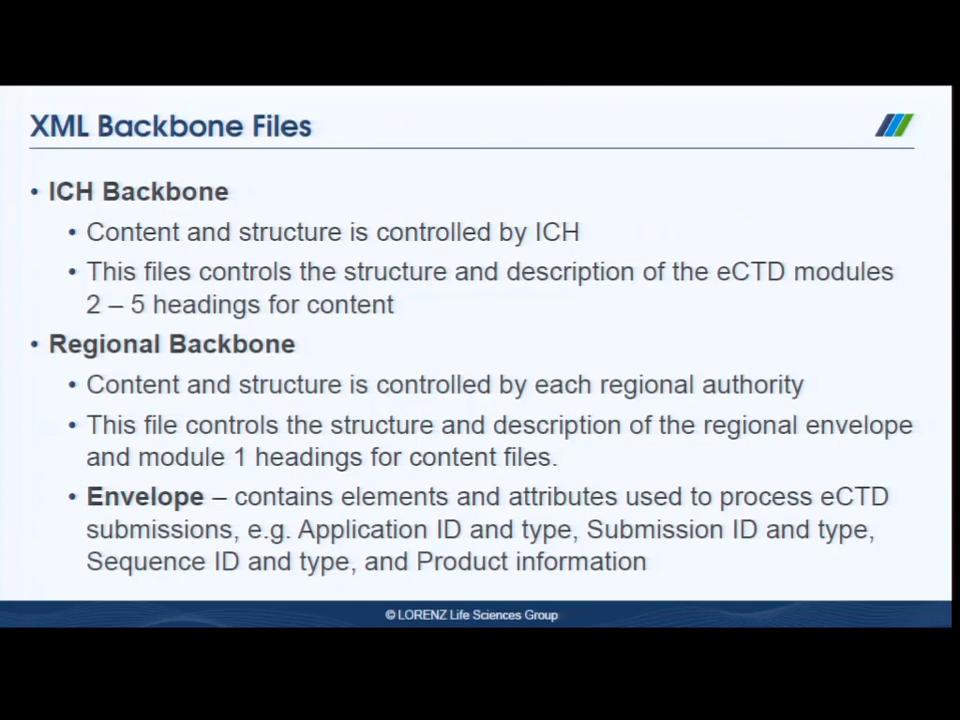 XML Backbone Files
• ICH Backbone
• Content and structure is controlled by ICH
• This files controls the structure and description of the eCTD modules
2 – 5 headings for content
• Regional Backbone
• Content and structure is controlled by each regional authority
• This file controls the structure and description of the regional envelope
and module 1 headings for content files.
• Envelope – contains elements and attributes used to process eCTD
submissions, e.g. Application ID and type, Submission ID and type,
Sequence ID and type, and Product information
© LORENZ Life Sciences Group